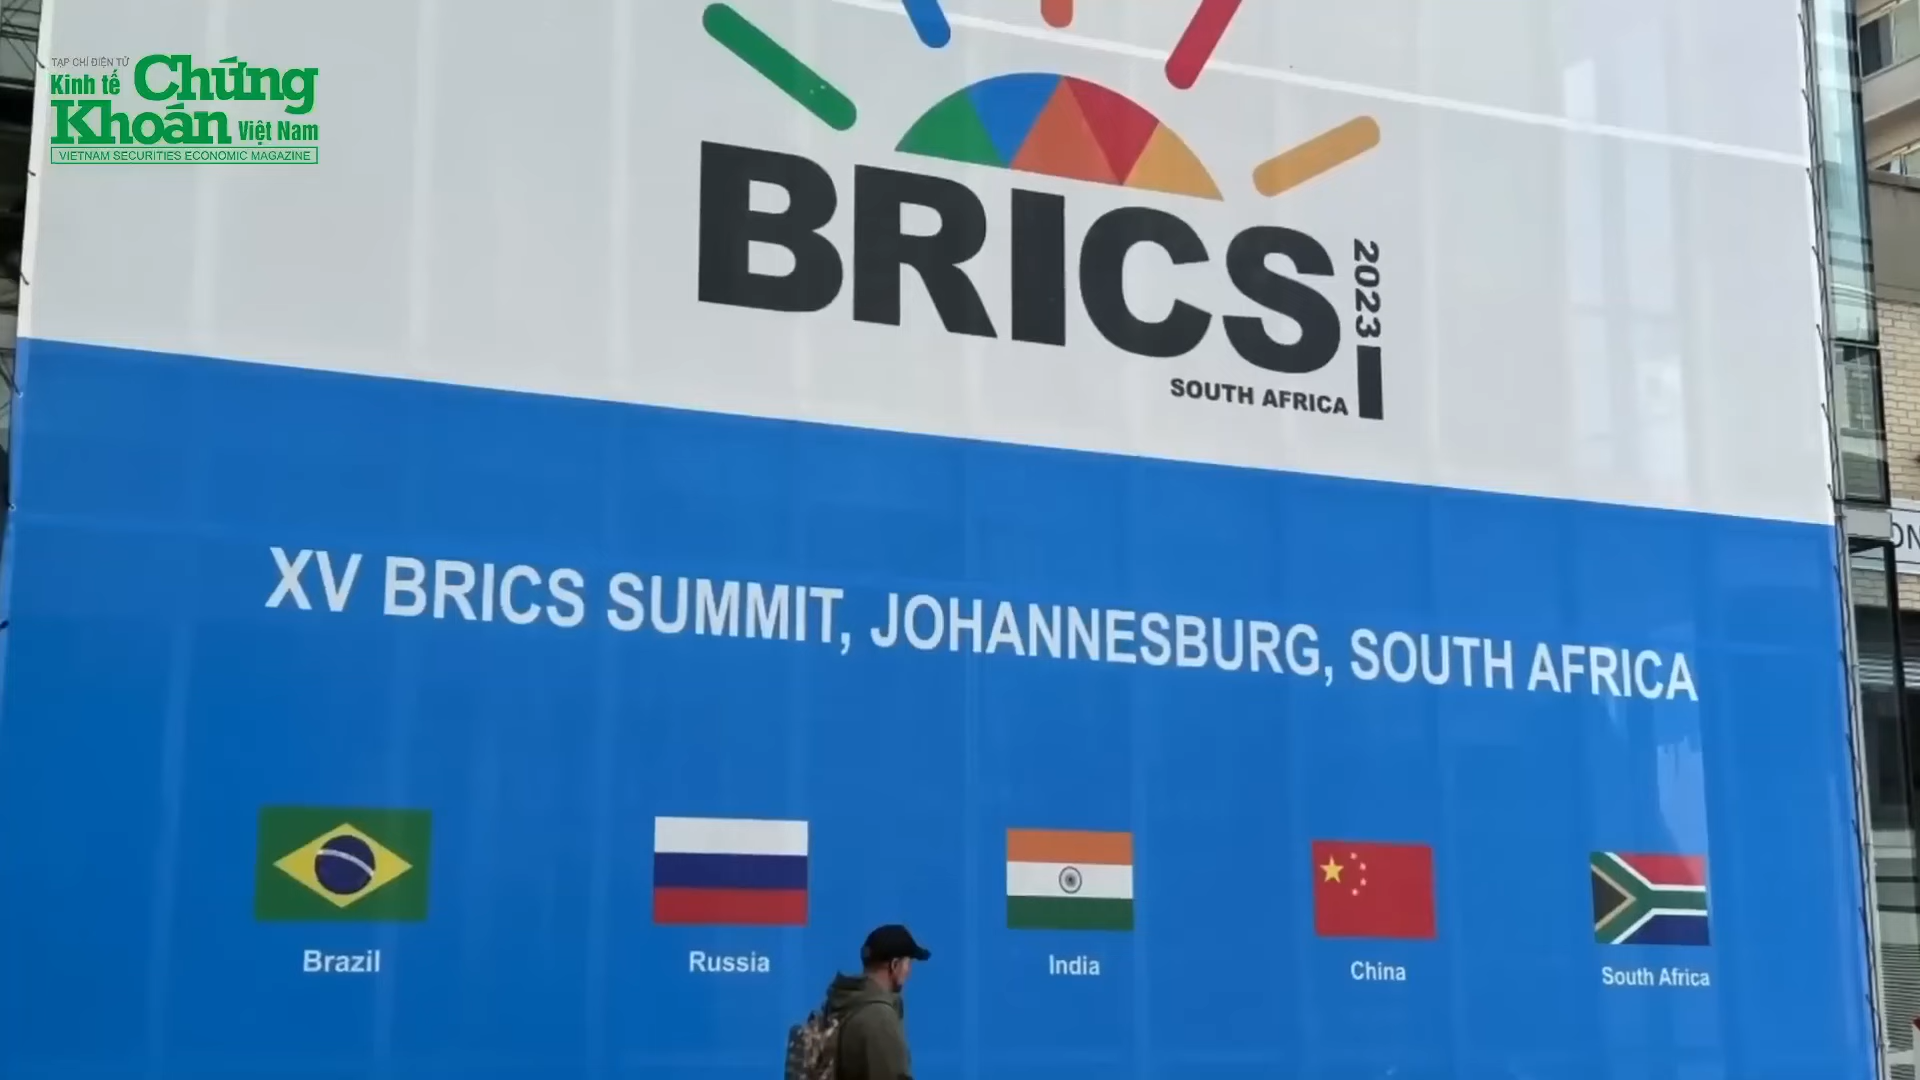 TẠP CHÍ ĐIỆN TỬ
Kinh tế Chứng
Khoán Việt Nam
VIETNAM SECURITIES ECONOMIC MAGAZINE
BRICS
2023
SOUTH AFRICA
XV BRICS SUMMIT, JOHANNESBURG, SOUTH AFRICA
Brazil
Russia
India
China
South Africa